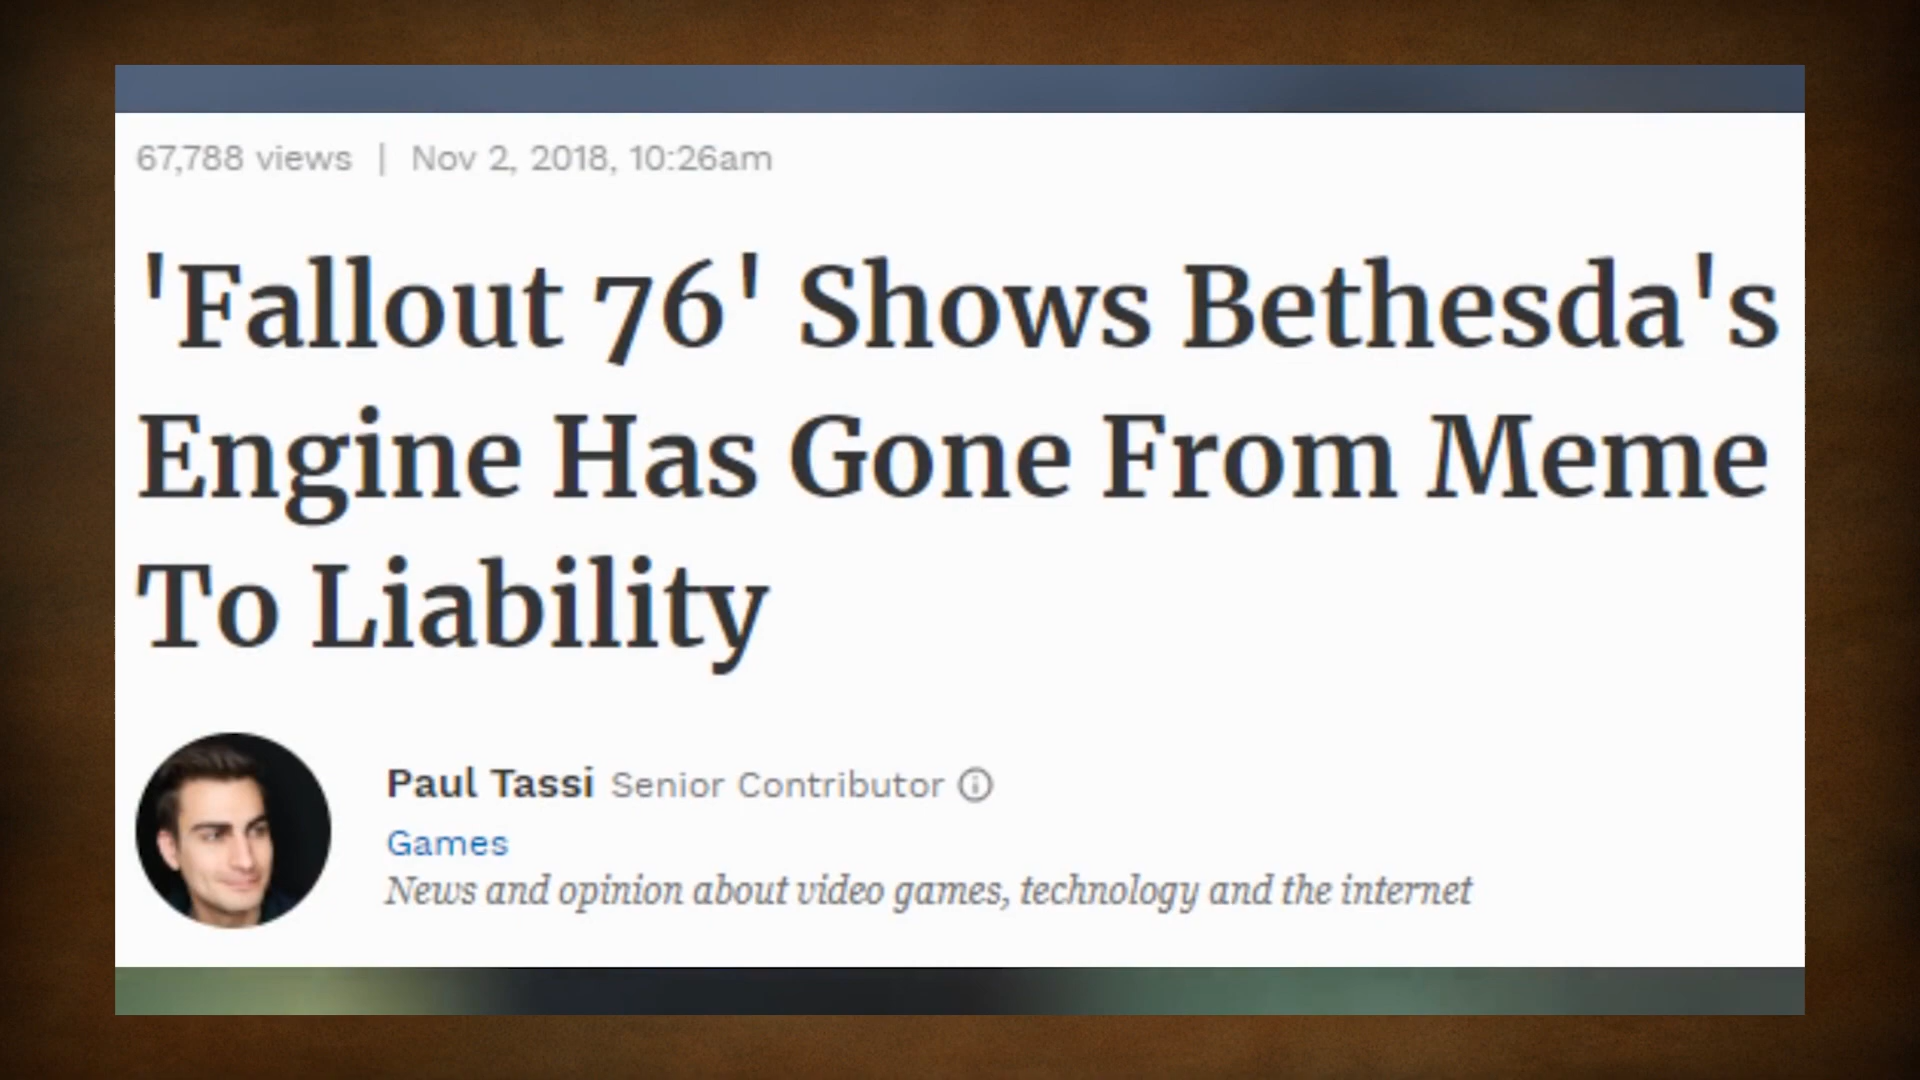 67,788 views | Nov 2, 2018, 10:26am
'Fallout 76' Shows Bethesda's
Engine Has Gone From Meme
To Liability
Paul Tassi Senior Contributor
Games
News and opinion about video games, technology and the internet